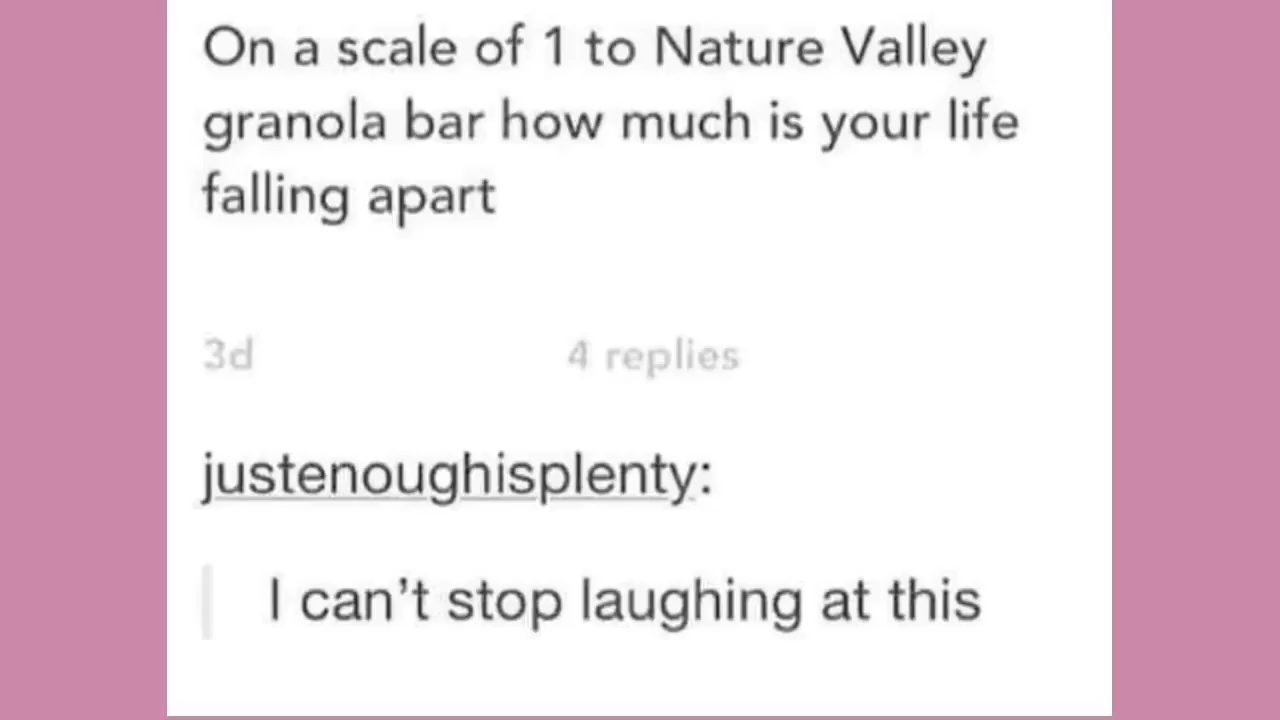 On a scale of 1 to Nature Valley
granola bar how much is your life
falling apart
3d 4 replies
justenoughisplenty:
I can’t stop laughing at this